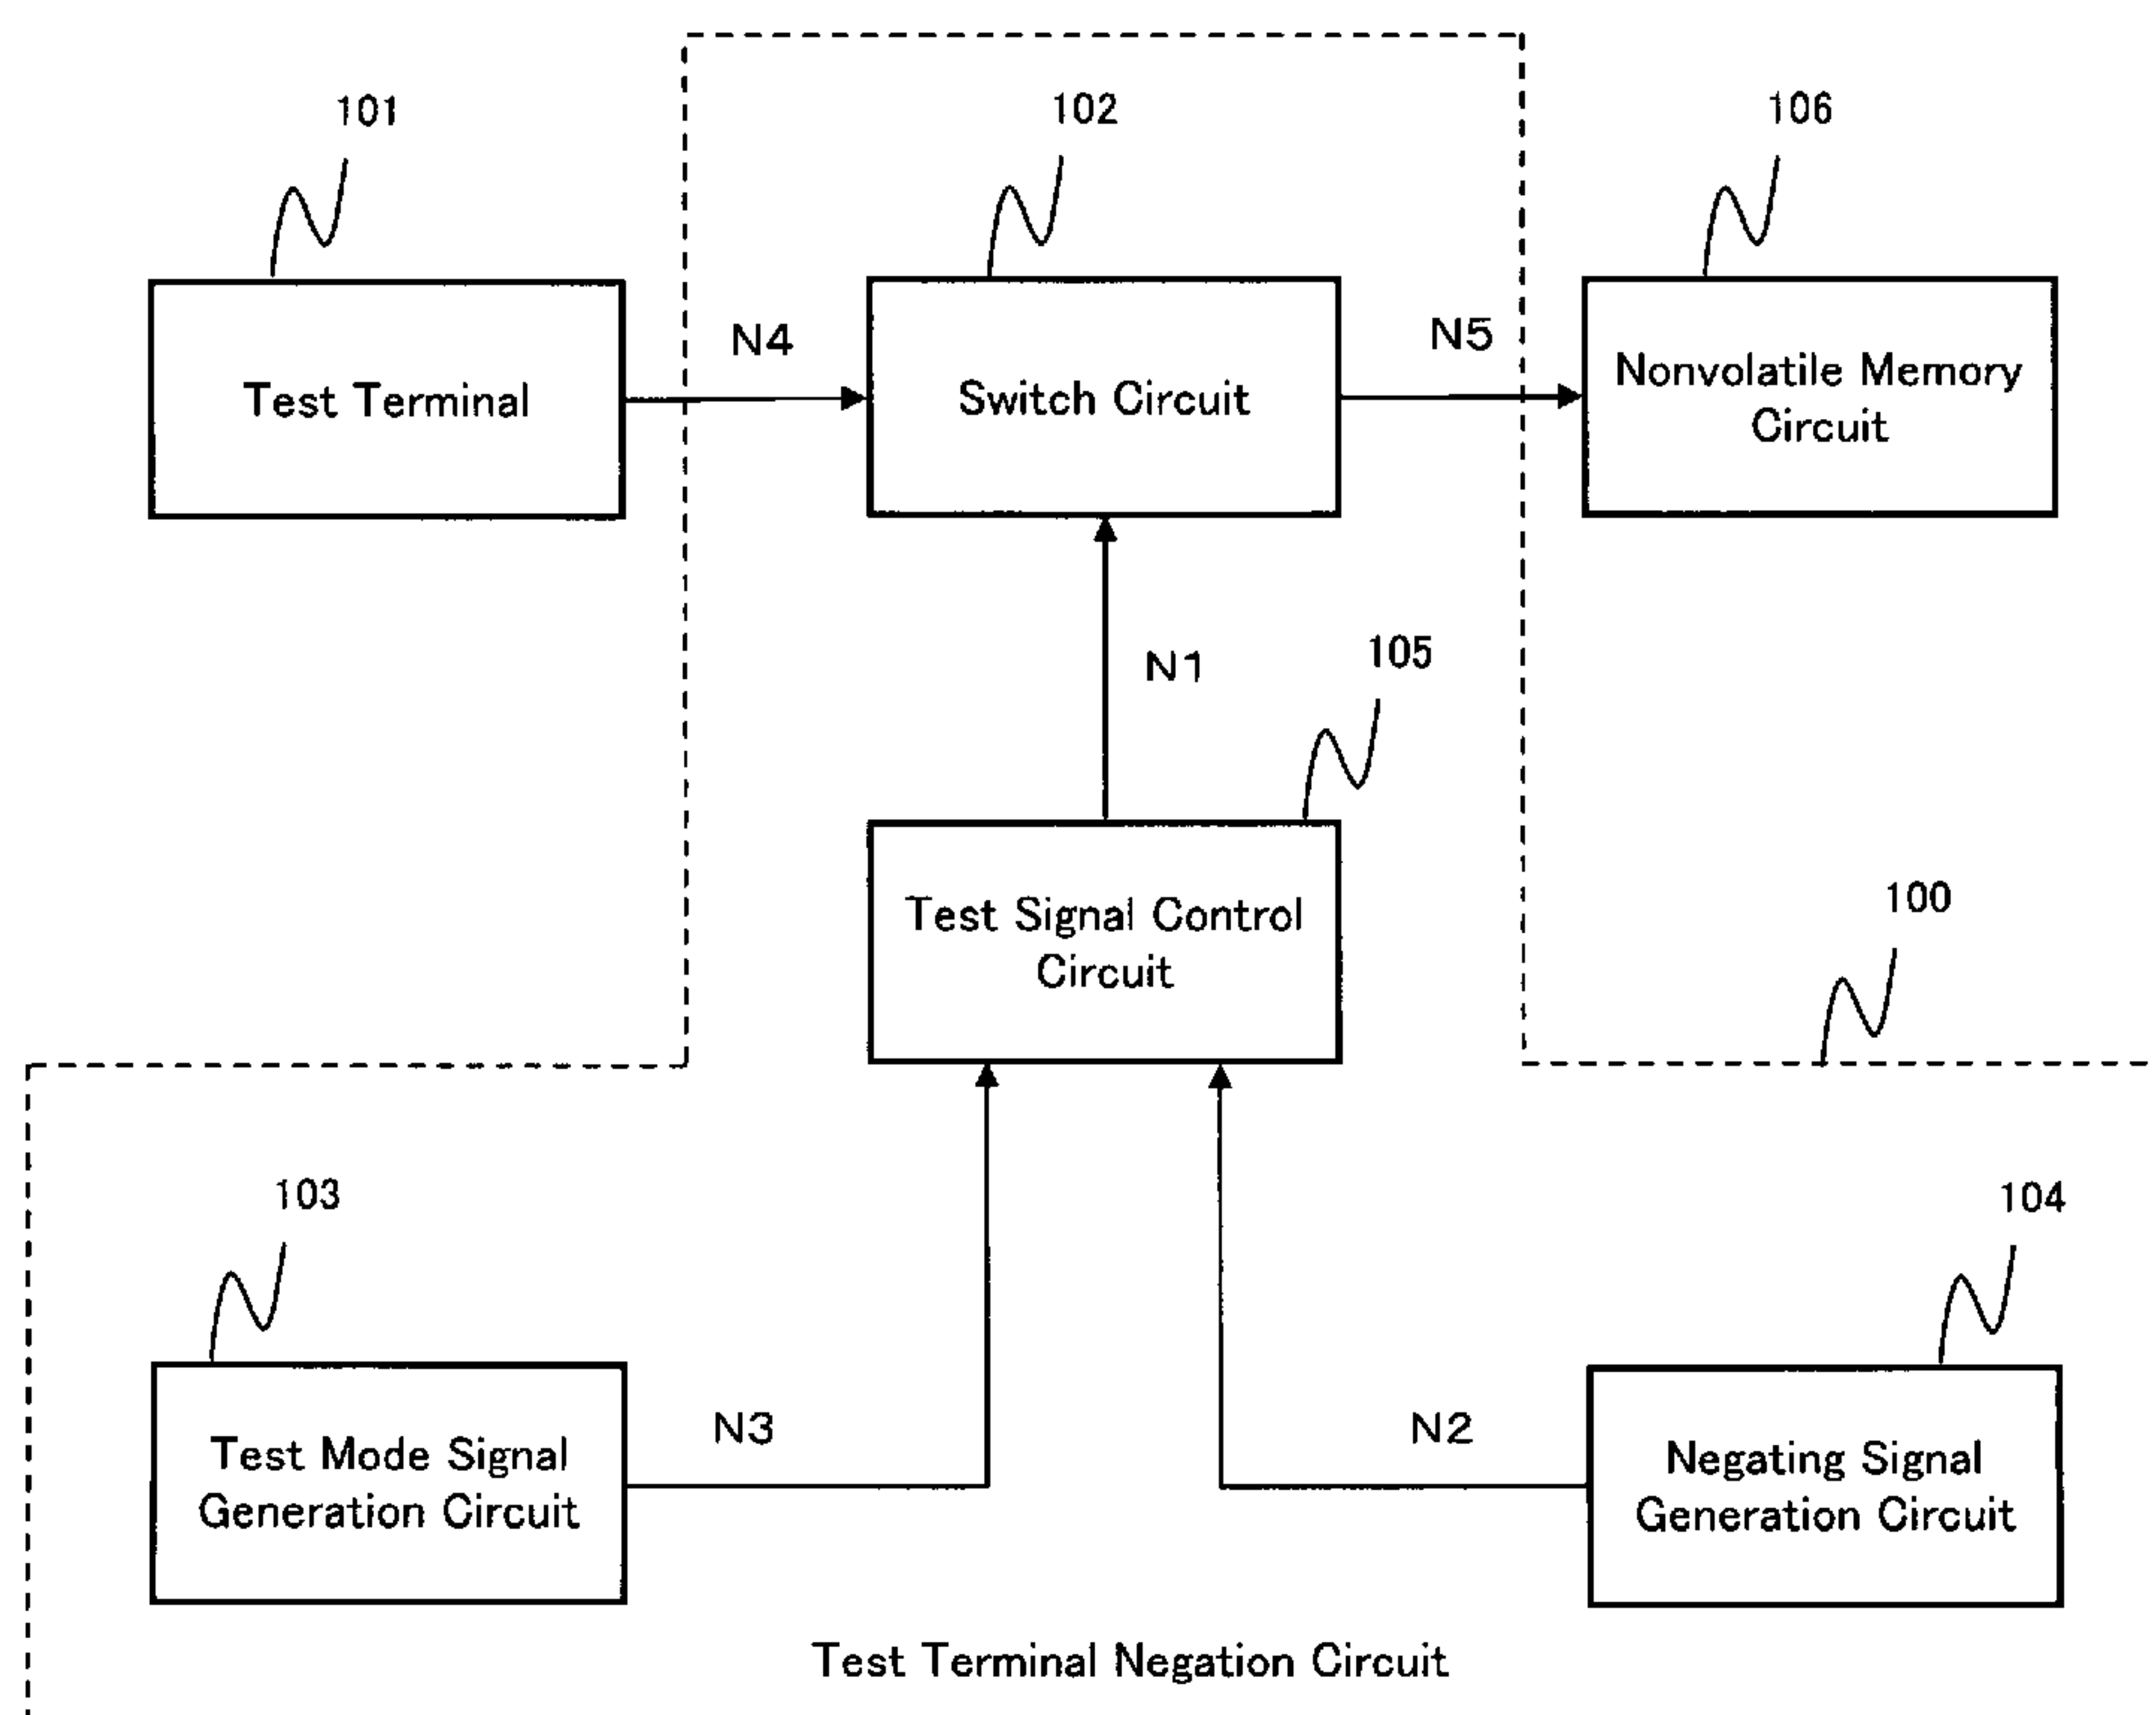 101
102
106
Test Terminal
N4
Switch Circuit
N5
Nonvolatile Memory
Circuit
N1
105
Test Signal Control
Circuit
100
103
104
Test Mode Signal
Generation Circuit
N3
N2
Negating Signal
Generation Circuit
Test Terminal Negation Circuit